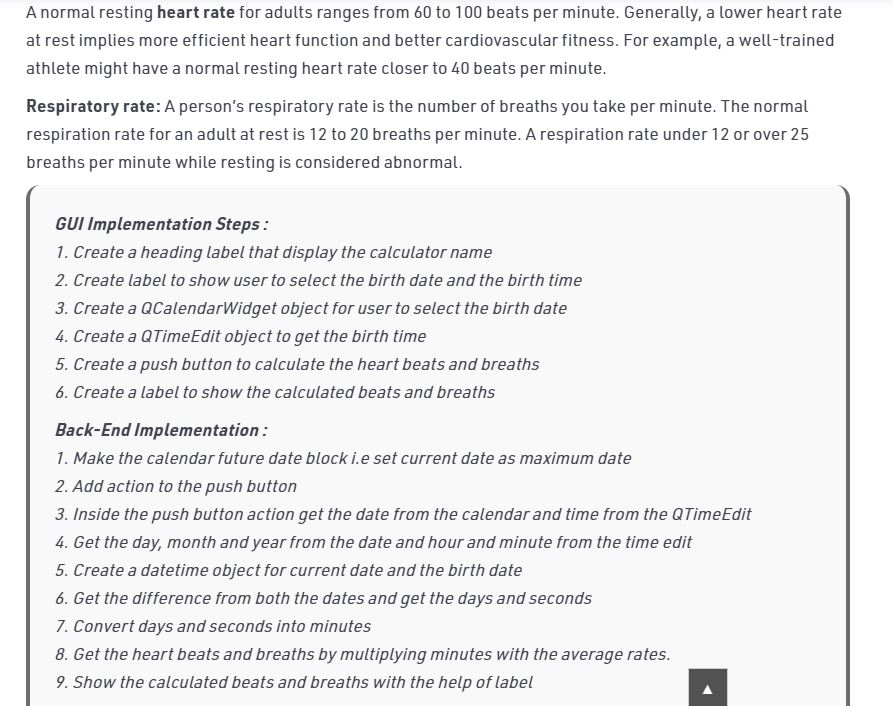 A normal resting heart rate for adults ranges from 60 to 100 beats per minute. Generally, a lower heart rate
at rest implies more efficient heart function and better cardiovascular fitness. For example, a well-trained
athlete might have a normal resting heart rate closer to 40 beats per minute.
Respiratory rate: A person's respiratory rate is the number of breaths you take per minute. The normal
respiration rate for an adult at rest is 12 to 20 breaths per minute. A respiration rate under 12 or over 25
breaths per minute while resting is considered abnormal.
GUI Implementation Steps :
1. Create a heading label that display the calculator name
2. Create label to show user to select the birth date and the birth time
3. Create a QCalendarWidget object for user to select the birth date
4. Create a QTimeEdit object to get the birth time
5. Create a push button to calculate the heart beats and breaths
6. Create a label to show the calculated beats and breaths
Back-End Implementation :
1. Make the calendar future date block i.e set current date as maximum date
2. Add action to the push button
3. Inside the push button action get the date from the calendar and time from the QTimeEdit
4. Get the day, month and year from the date and hour and minute from the time edit
5. Create a datetime object for current date and the birth date
6. Get the difference from both the dates and get the days and seconds
7. Convert days and seconds into minutes
8. Get the heart beats and breaths by multiplying minutes with the average rates.
9. Show the calculated beats and breaths with the help of label